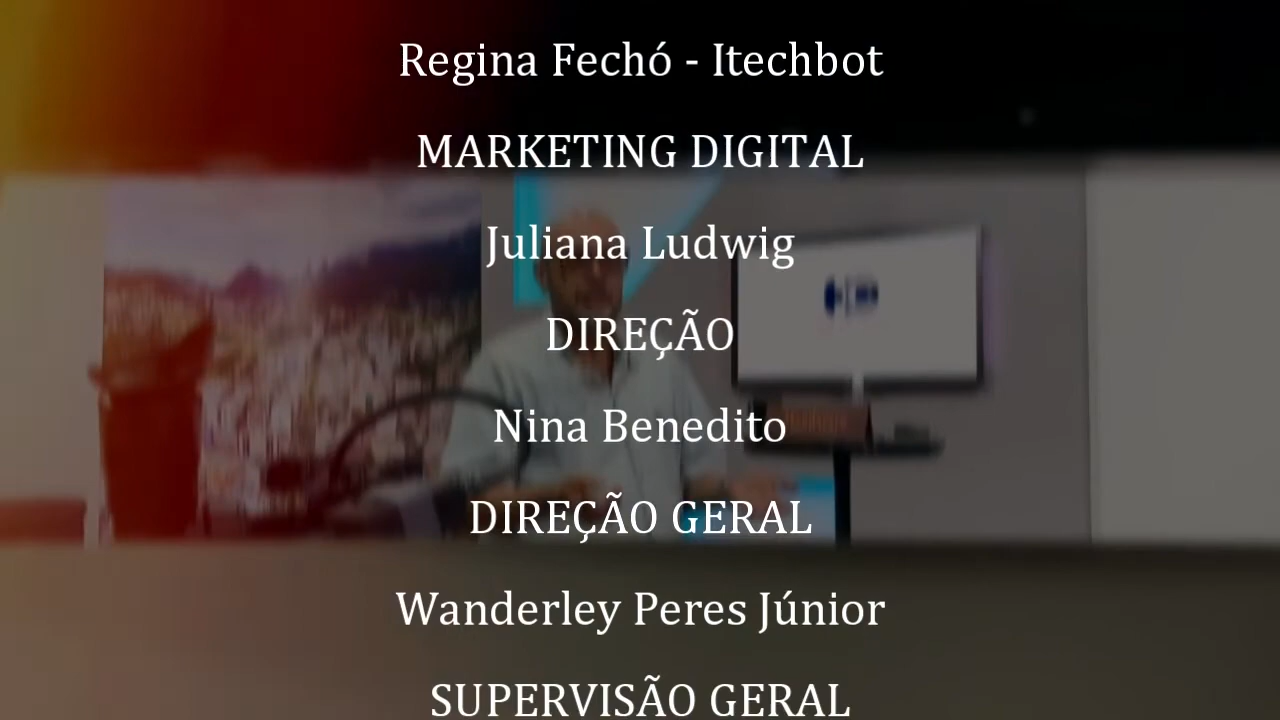 Regina Fechó - Itechbot
MARKETING DIGITAL
Juliana Ludwig
DIREÇÃO
Nina Benedito
DIREÇÃO GERAL
Wanderley Peres Júnior
SUPERVISÃO GERAL